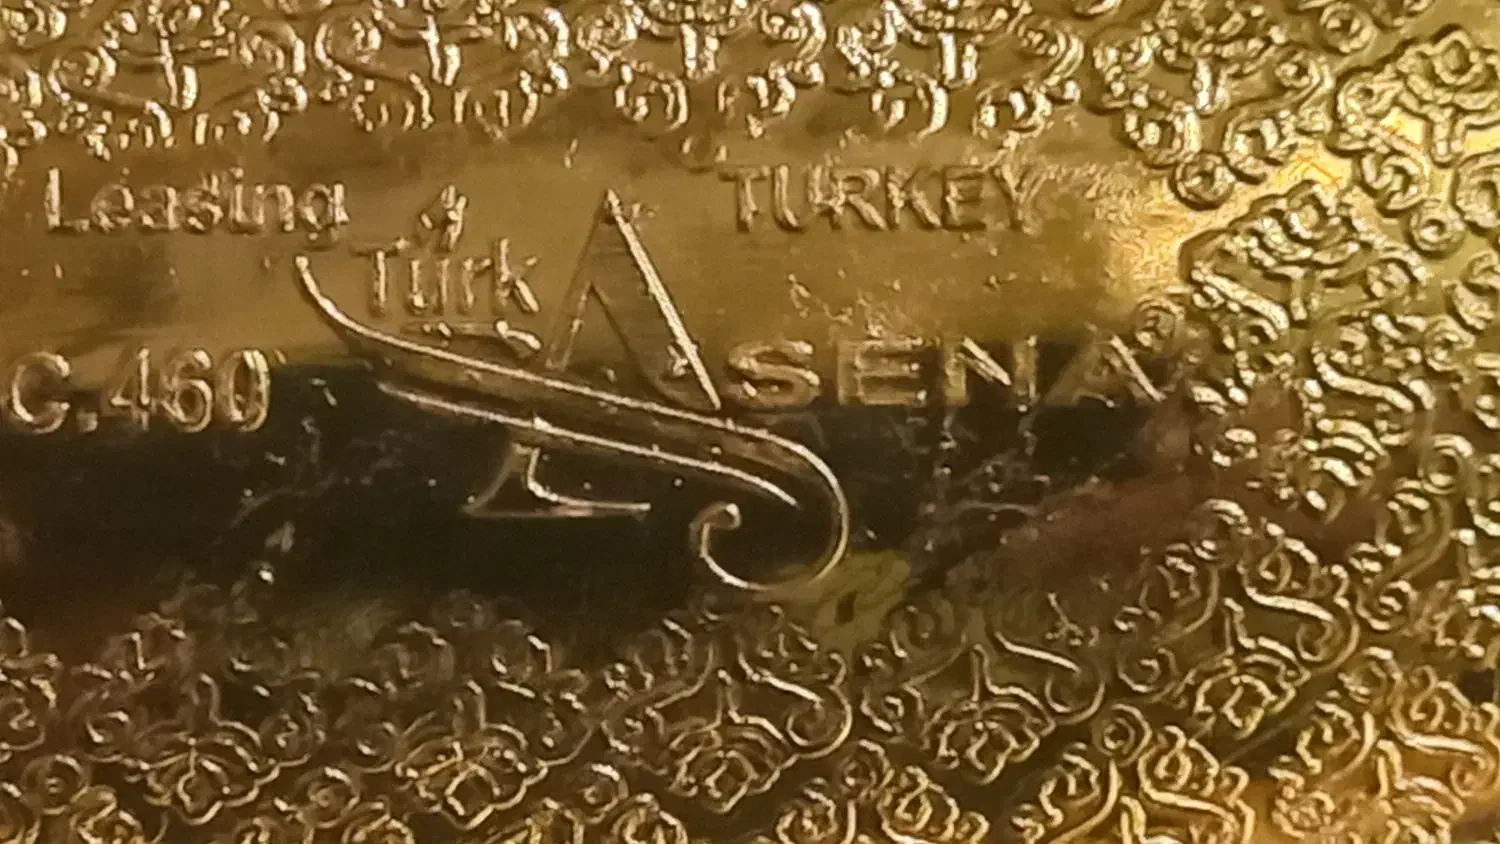 Leasing
Türk
C.460
TURKEY
ASENA